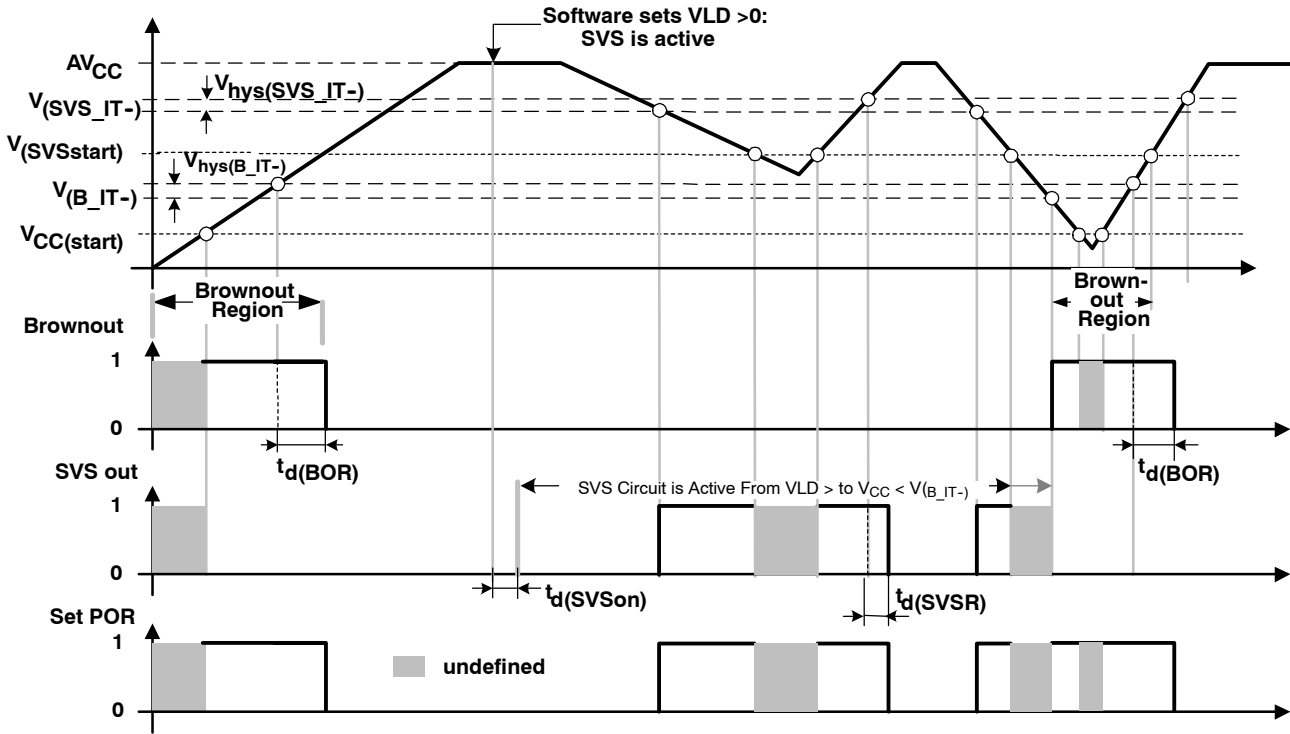 Software sets VLD >0:
SVS is active
AVCC
Vhys(SVS_IT-)
V(SVS_IT-)
V(SVSstart)
Vhys(B_IT-)
V(B_IT-)
VCC(start)
Brownout
Region
Brown-
out
Region
Brownout
1
0
td(BOR)
td(BOR)
SVS out
SVS Circuit is Active From VLD > to VCC < V(B_IT-)
1
0
td(SVSon)
td(SVSR)
Set POR
1
undefined
0